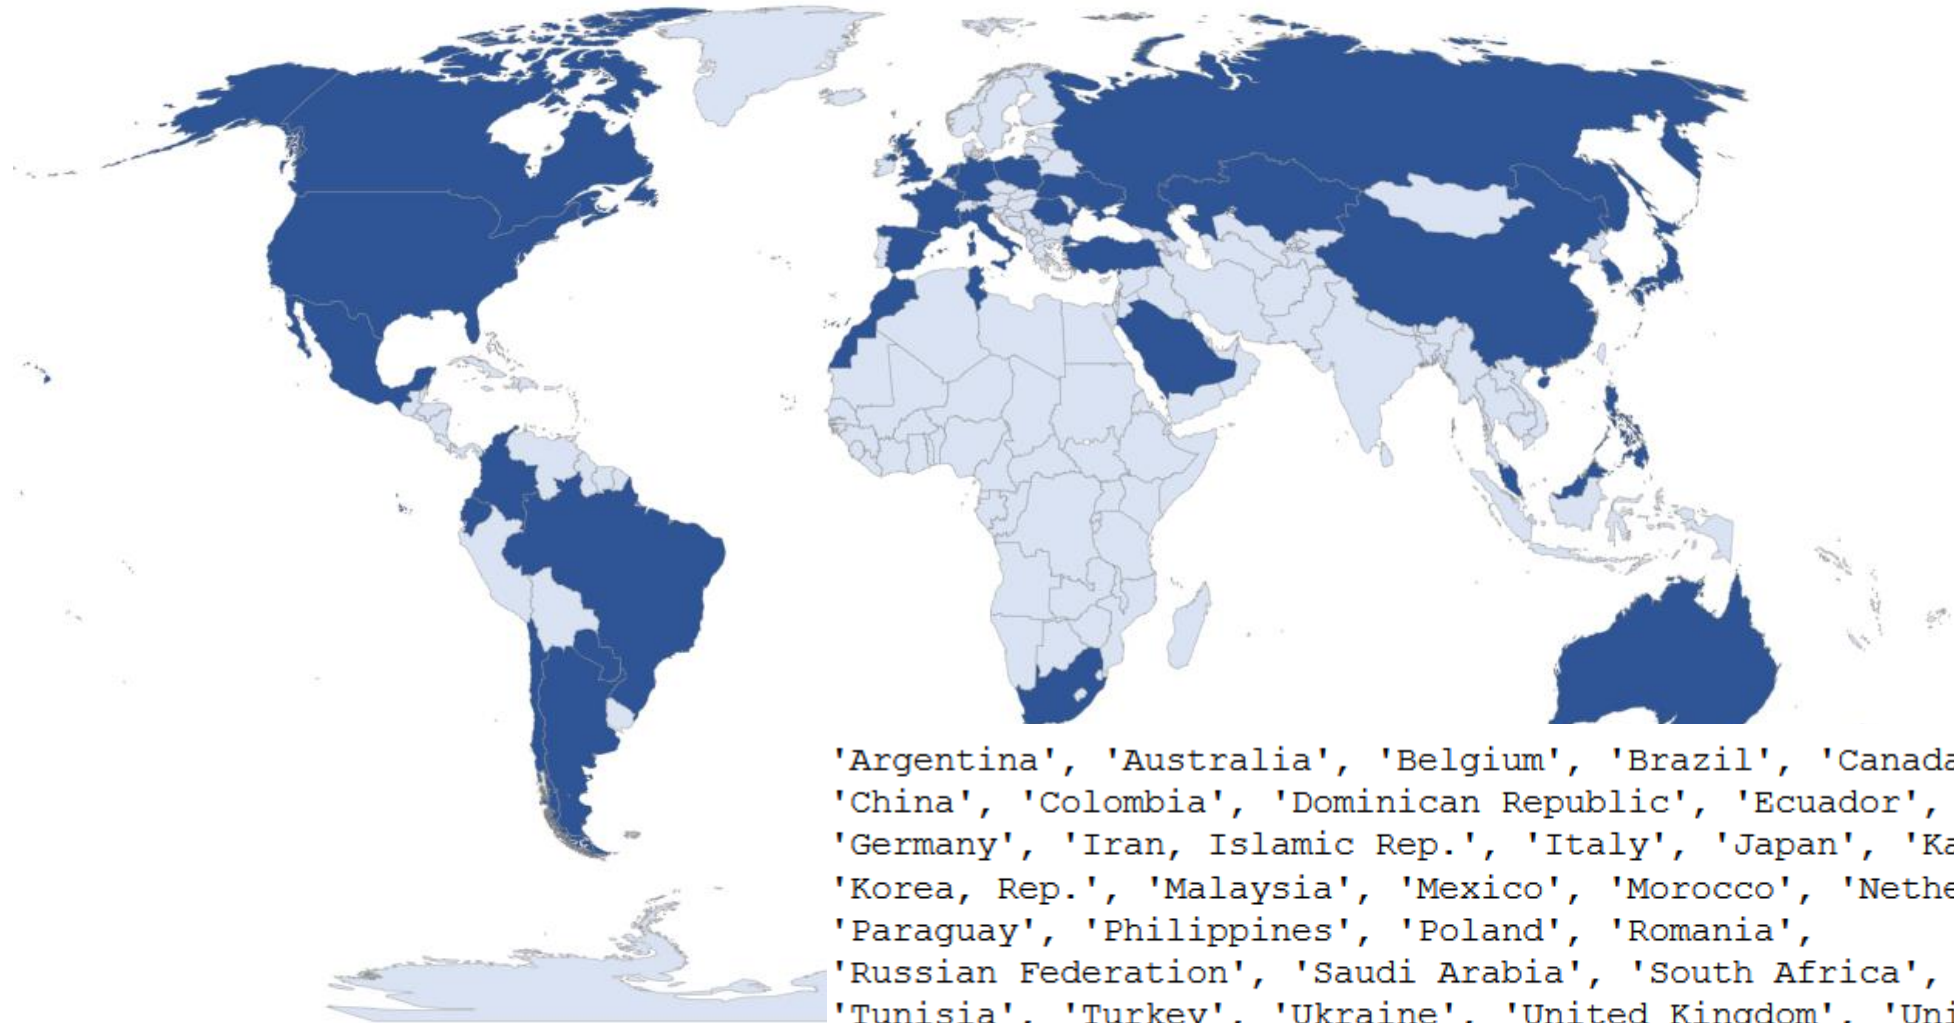 'Argentina', 'Australia', 'Belgium', 'Brazil', 'Canada
'China', 'Colombia', 'Dominican Republic', 'Ecuador',
'Germany', 'Iran, Islamic Rep.', 'Italy', 'Japan', 'Ka
'Korea, Rep.', 'Malaysia', 'Mexico', 'Morocco', 'Nethe
'Paraguay', 'Philippines', 'Poland', 'Romania',
'Russian Federation', 'Saudi Arabia', 'South Africa',
'Tunisia', 'Turkey', 'Ukraine', 'United Kingdom', 'Uni